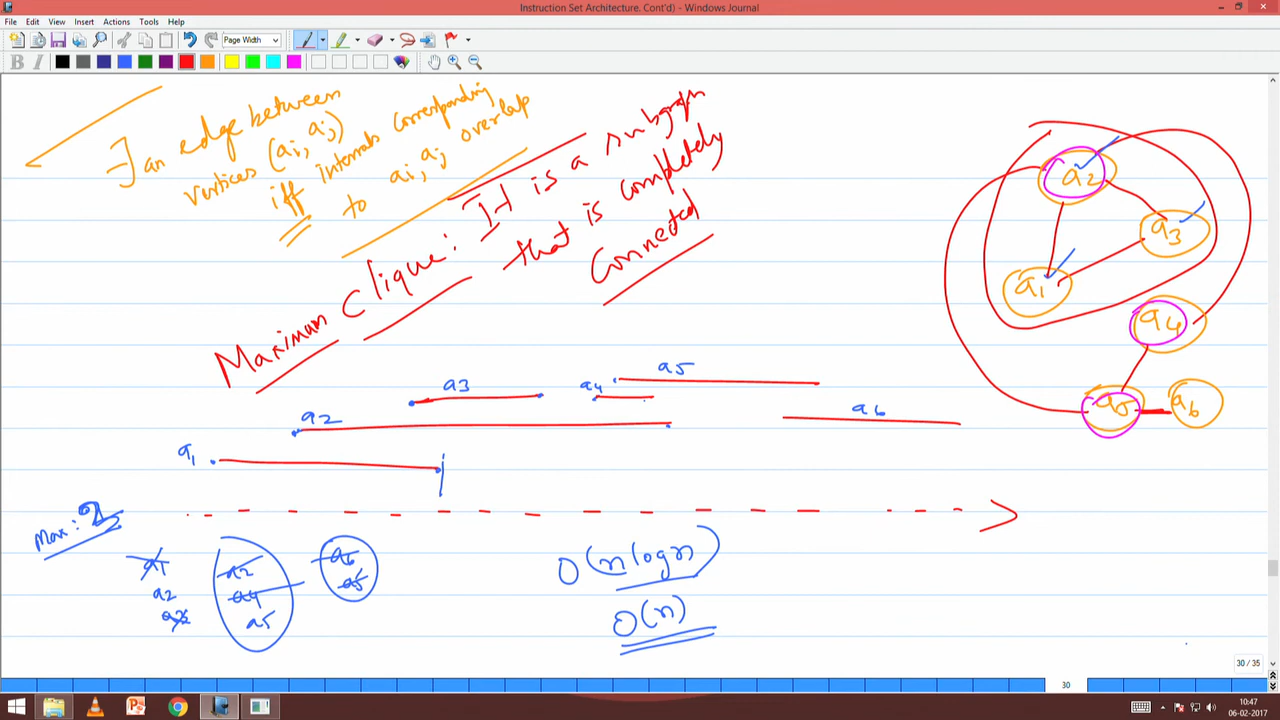 Instruction Set Architecture. Cont'd) - Windows Journal
File Edit View Insert Actions Tools Help
Page Width
B I
∃ an edge between
vertices (ai, aj)
iff intervals corresponding
to ai, aj overlap
Maximum Clique: It is a subgraph
that is completely
Connected
a2
a3
a1
a4
a5
a6
a5
a3
a4
a2
a6
a1
Max:
a1
a2
a3
a2
a4
a5
a6
a5
O(nlogn)
O(n)
30 / 35
30
10:47
06-02-2017